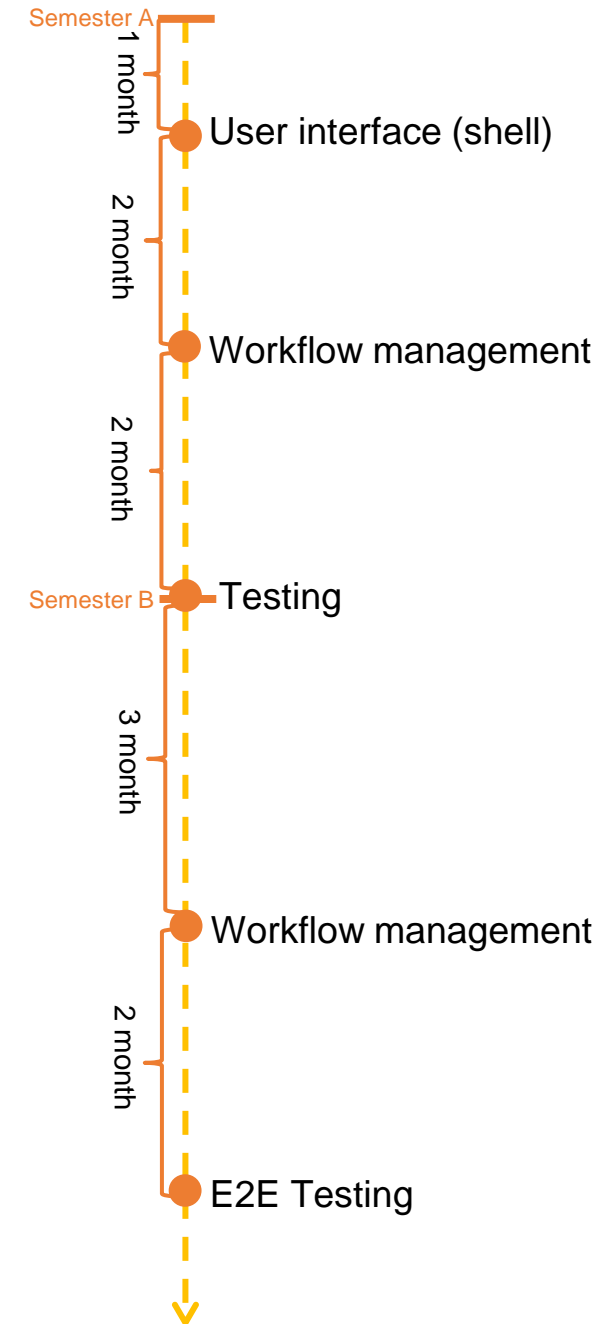 Semester A
1 month
User interface (shell)
2 month
Workflow management
2 month
Semester B
Testing
3 month
Workflow management
2 month
E2E Testing